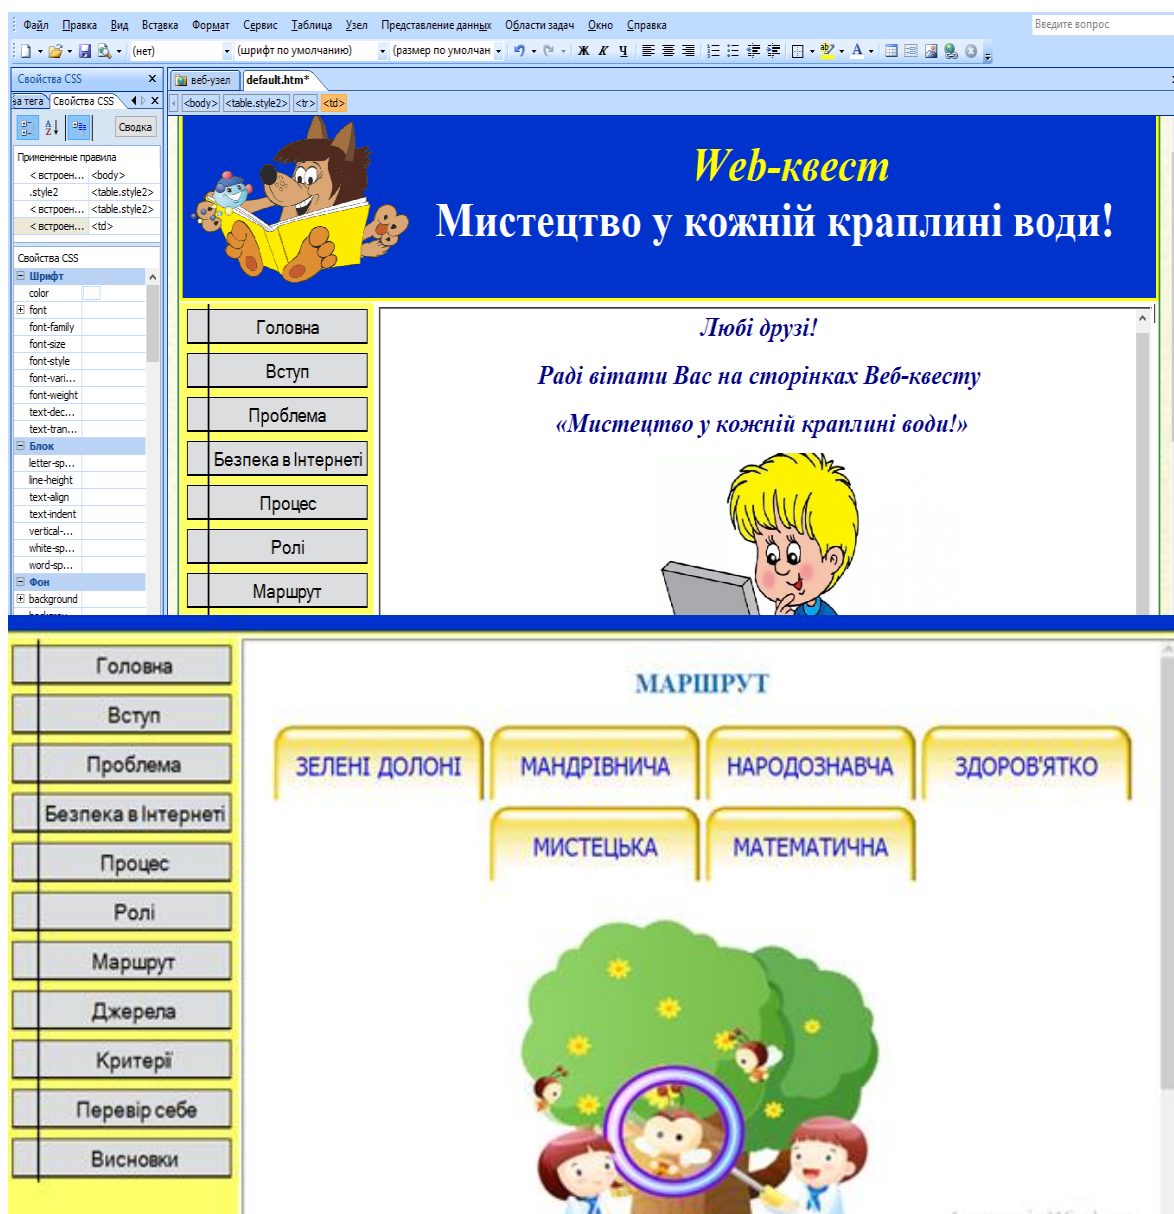 Файл Правка Вид Вставка Формат Сервис Таблица Узел Представление данных Области задач Окно Справка Введите вопрос
(нет) (шрифт по умолчанию) (размер по умолчан Ж К Ч
Свойства CSS
веб-узел default.htm*
за тега Свойства CSS
<body> <table.style2> <tr> <td>
Сводка
Примененные правила
< встроен... <body>
.style2 <table.style2>
< встроен... <table.style2>
< встроен... <td>
Свойства CSS
Шрифт
color
font
font-family
font-size
font-style
font-vari...
font-weight
text-dec...
text-tran...
Блок
letter-sp...
line-height
text-align
text-indent
vertical-...
white-sp...
word-sp...
Фон
background
Web-квест
Мистецтво у кожній краплині води!
Головна
Вступ
Проблема
Безпека в Інтернеті
Процес
Ролі
Маршрут
Любі друзі!
Раді вітати Вас на сторінках Веб-квесту
«Мистецтво у кожній краплині води!»
Головна
Вступ
Проблема
Безпека в Інтернеті
Процес
Ролі
Маршрут
Джерела
Критерії
Перевір себе
Висновки
МАРШРУТ
ЗЕЛЕНІ ДОЛОНІ МАНДРІВНИЧА НАРОДОЗНАВЧА ЗДОРОВ'ЯТКО
МИСТЕЦЬКА МАТЕМАТИЧНА